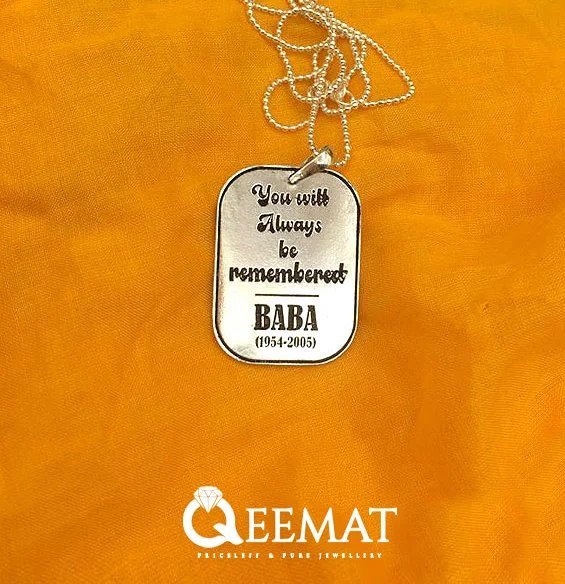 You will
Always
be
remembered
BABA
(1954-2005)
QEEMAT
PRICELESS & PURE JEWELLERY